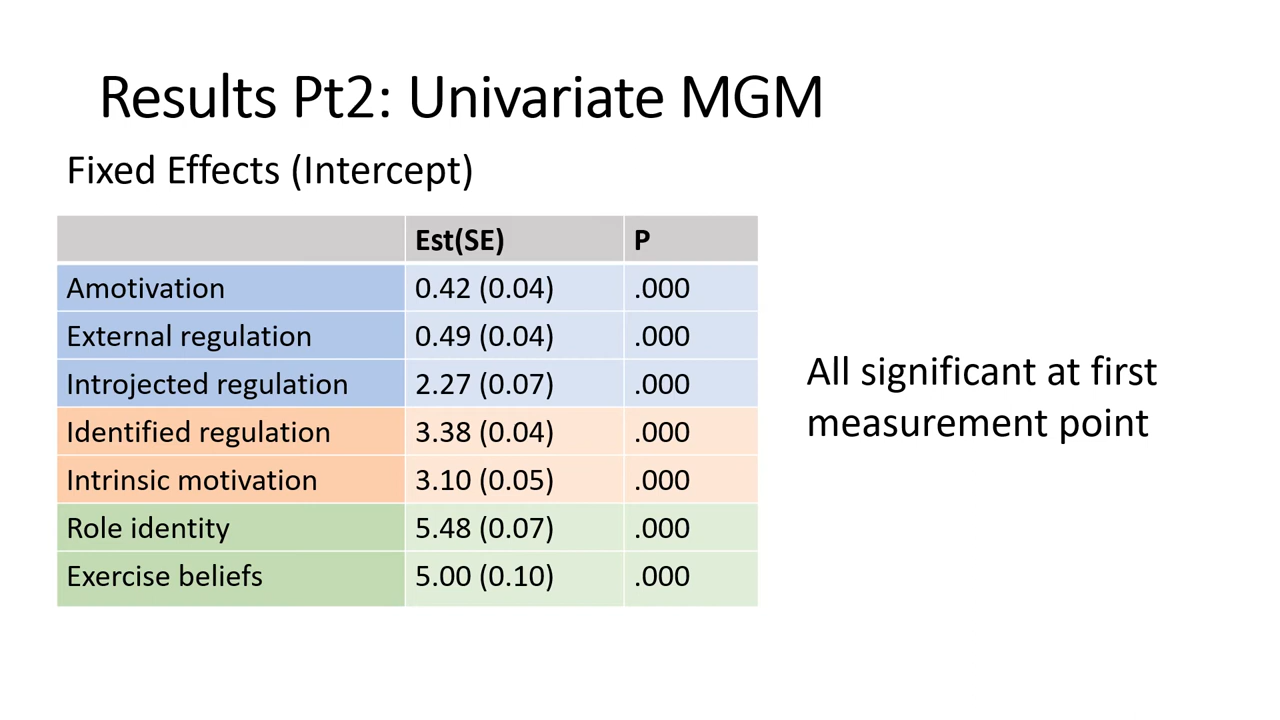 Results Pt2: Univariate MGM
Fixed Effects (Intercept)
Est(SE) P
Amotivation 0.42 (0.04) .000
External regulation 0.49 (0.04) .000
Introjected regulation 2.27 (0.07) .000
Identified regulation 3.38 (0.04) .000
Intrinsic motivation 3.10 (0.05) .000
Role identity 5.48 (0.07) .000
Exercise beliefs 5.00 (0.10) .000
All significant at first
measurement point